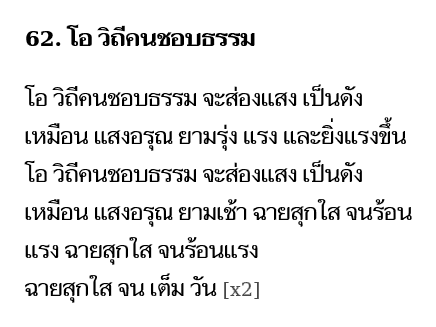 62. โอ วิถีคนชอบธรรม
โอ วิถีคนชอบธรรม จะส่องแสง เป็นดัง
เหมือน แสงอรุณ ยามรุ่ง แรง และยิ่งแรงขึ้น
โอ วิถีคนชอบธรรม จะส่องแสง เป็นดัง
เหมือน แสงอรุณ ยามเช้า ฉายสุกใส จนร้อน
แรง ฉายสุกใส จนร้อนแรง
ฉายสุกใส จน เต็ม วัน [x2]